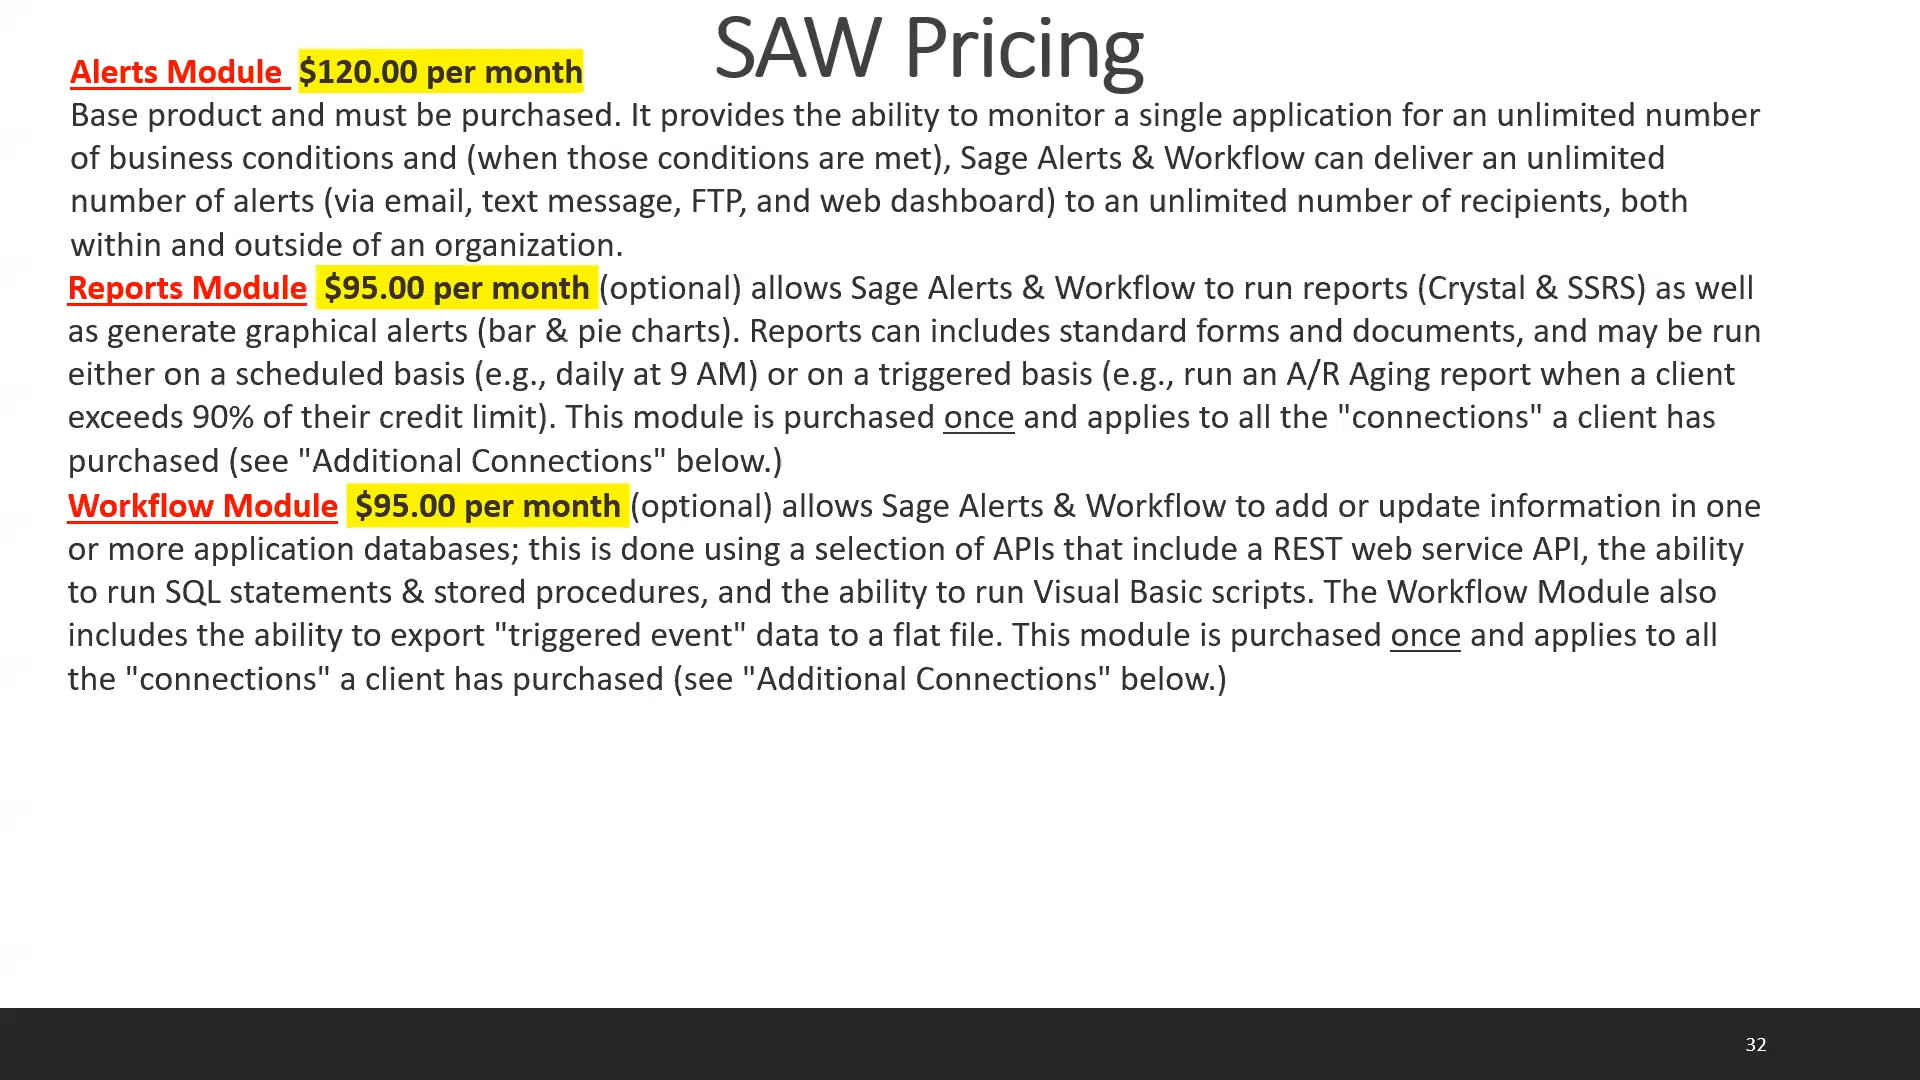 SAW Pricing
Alerts Module $120.00 per month
Base product and must be purchased. It provides the ability to monitor a single application for an unlimited number
of business conditions and (when those conditions are met), Sage Alerts & Workflow can deliver an unlimited
number of alerts (via email, text message, FTP, and web dashboard) to an unlimited number of recipients, both
within and outside of an organization.
Reports Module $95.00 per month (optional) allows Sage Alerts & Workflow to run reports (Crystal & SSRS) as well
as generate graphical alerts (bar & pie charts). Reports can includes standard forms and documents, and may be run
either on a scheduled basis (e.g., daily at 9 AM) or on a triggered basis (e.g., run an A/R Aging report when a client
exceeds 90% of their credit limit). This module is purchased once and applies to all the "connections" a client has
purchased (see "Additional Connections" below.)
Workflow Module $95.00 per month (optional) allows Sage Alerts & Workflow to add or update information in one
or more application databases; this is done using a selection of APIs that include a REST web service API, the ability
to run SQL statements & stored procedures, and the ability to run Visual Basic scripts. The Workflow Module also
includes the ability to export "triggered event" data to a flat file. This module is purchased once and applies to all
the "connections" a client has purchased (see "Additional Connections" below.)
32